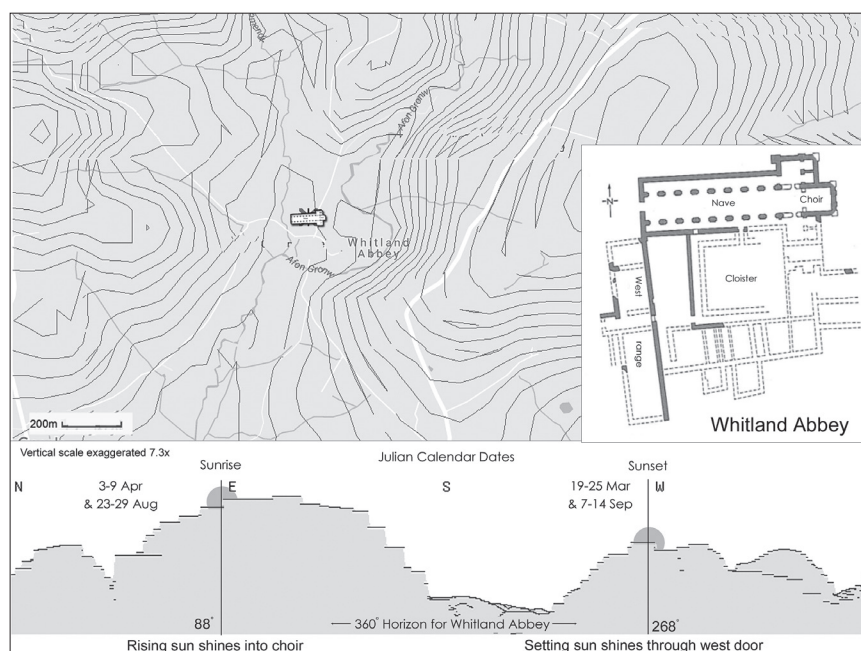 Afon Gronw
Whitland
Abbey
Afon Gronw
200m
N
Nave
Choir
Cloister
West
range
Whitland Abbey
Vertical scale exaggerated 7.3x
Julian Calendar Dates
Sunrise
Sunset
N
3-9 Apr
& 23-29 Aug
E
S
19-25 Mar
& 7-14 Sep
W
88°
360° Horizon for Whitland Abbey
268°
Rising sun shines into choir
Setting sun shines through west door